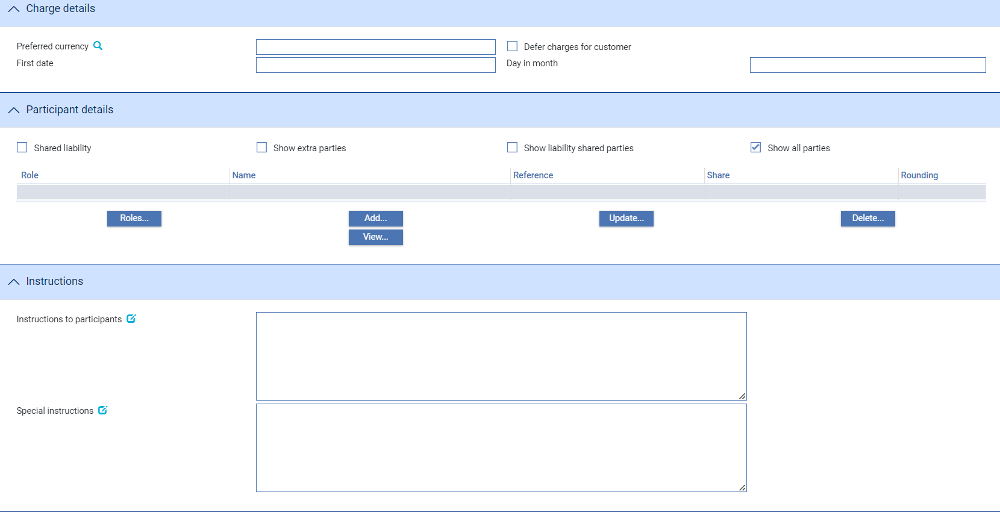 Charge details
Preferred currency
Defer charges for customer
First date
Day in month
Participant details
Shared liability
Show extra parties
Show liability shared parties
Show all parties
Role Name Reference Share Rounding
Roles... Add... Update... Delete...
View...
Instructions
Instructions to participants
Special instructions